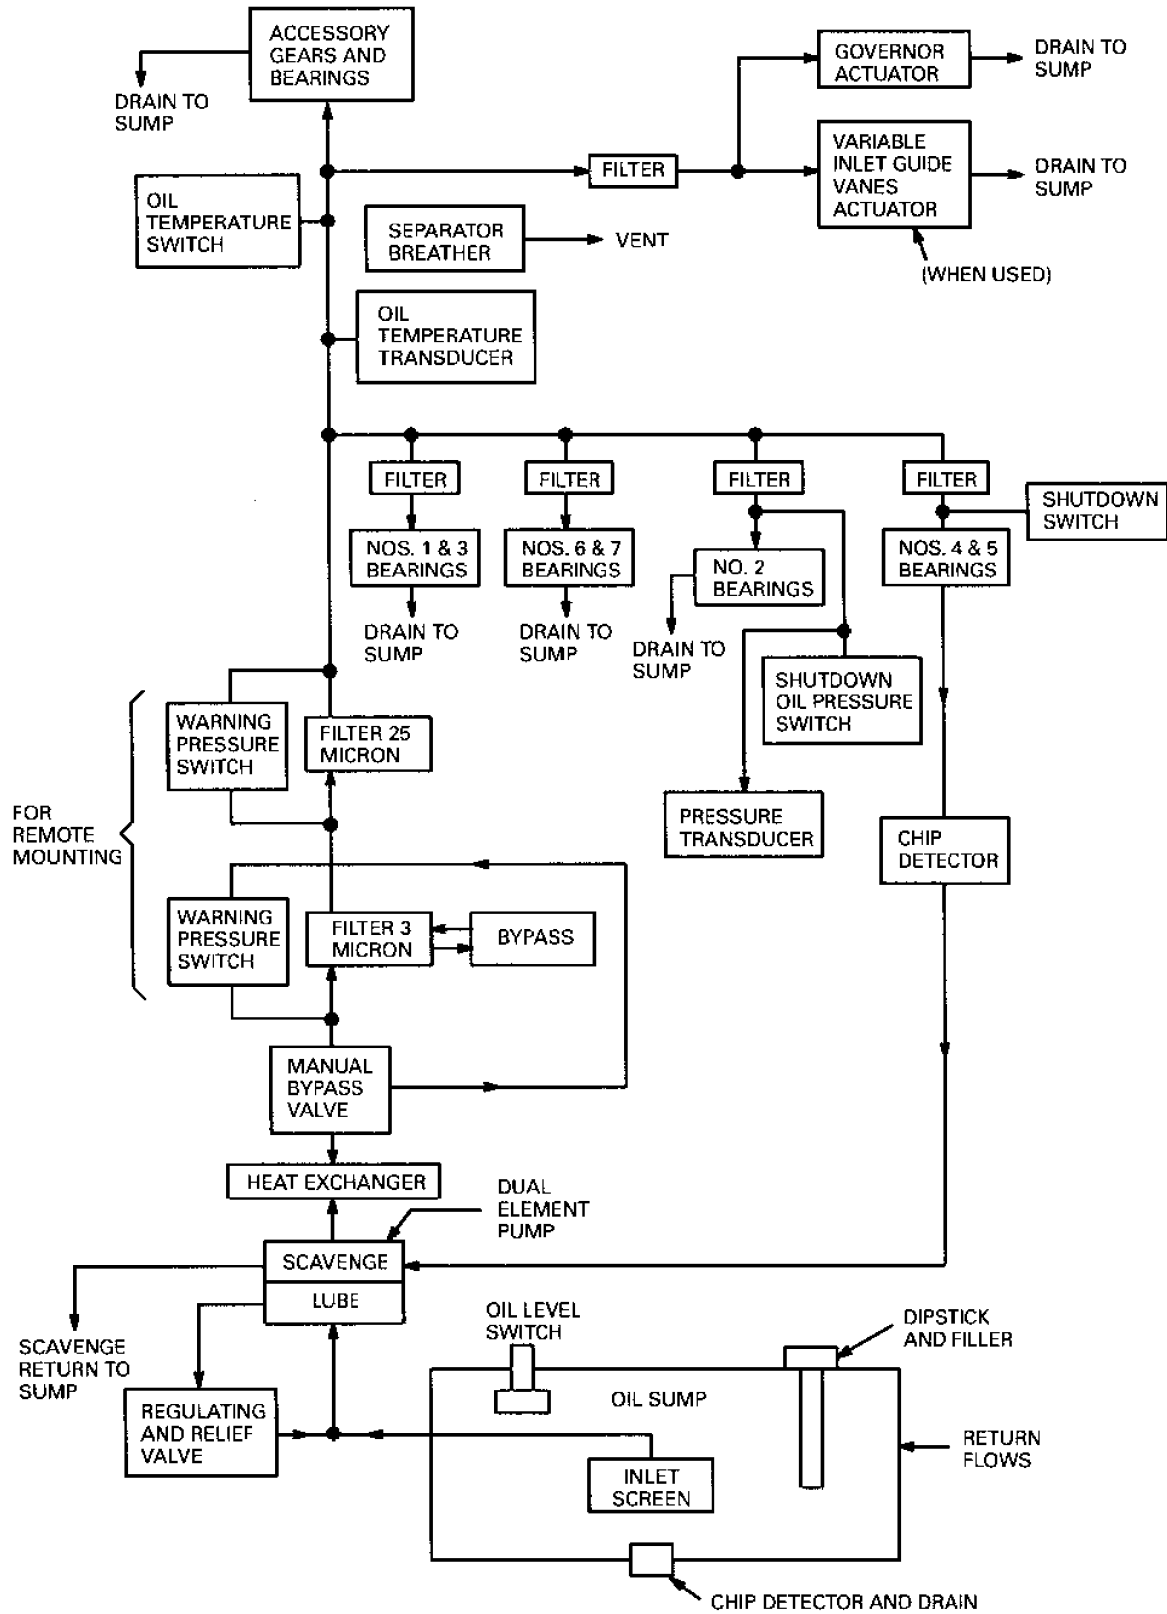 ACCESSORY
GEARS AND
BEARINGS
DRAIN TO
SUMP
GOVERNOR
ACTUATOR
DRAIN TO
SUMP
FILTER
VARIABLE
INLET GUIDE
VANES
ACTUATOR
DRAIN TO
SUMP
(WHEN USED)
OIL
TEMPERATURE
SWITCH
SEPARATOR
BREATHER
VENT
OIL
TEMPERATURE
TRANSDUCER
FILTER
FILTER
FILTER
FILTER
SHUTDOWN
SWITCH
NOS. 1 & 3
BEARINGS
NOS. 6 & 7
BEARINGS
NO. 2
BEARINGS
NOS. 4 & 5
BEARINGS
DRAIN TO
SUMP
DRAIN TO
SUMP
DRAIN TO
SUMP
SHUTDOWN
OIL PRESSURE
SWITCH
WARNING
PRESSURE
SWITCH
FILTER 25
MICRON
FOR
REMOTE
MOUNTING
PRESSURE
TRANSDUCER
CHIP
DETECTOR
WARNING
PRESSURE
SWITCH
FILTER 3
MICRON
BYPASS
MANUAL
BYPASS
VALVE
HEAT EXCHANGER
DUAL
ELEMENT
PUMP
SCAVENGE
LUBE
SCAVENGE
RETURN TO
SUMP
OIL LEVEL
SWITCH
DIPSTICK
AND FILLER
REGULATING
AND RELIEF
VALVE
OIL SUMP
RETURN
FLOWS
INLET
SCREEN
CHIP DETECTOR AND DRAIN